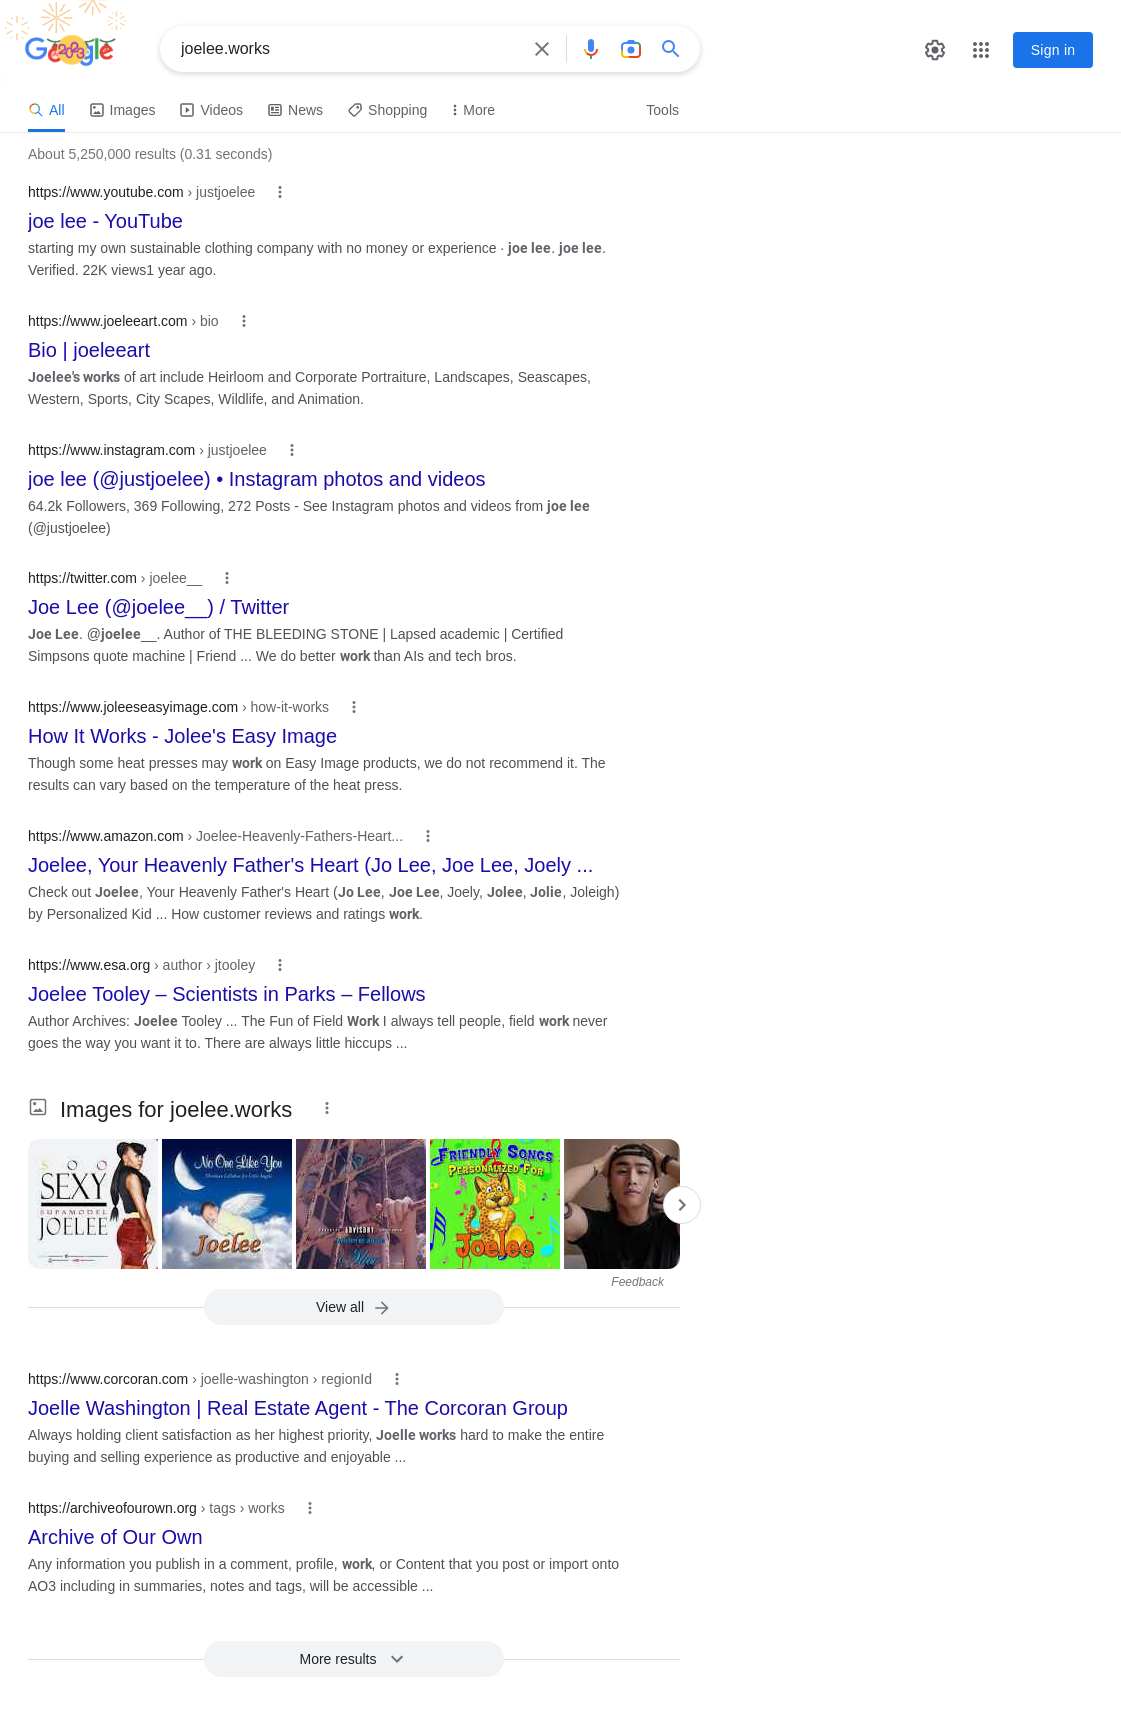 Google
2023
joelee.works
Sign in
All
Images
Videos
News
Shopping
More
Tools
About 5,250,000 results (0.31 seconds)
https://www.youtube.com › justjoelee
joe lee - YouTube
starting my own sustainable clothing company with no money or experience · joe lee. joe lee.
Verified. 22K views1 year ago.
https://www.joeleeart.com › bio
Bio | joeleeart
Joelee's works of art include Heirloom and Corporate Portraiture, Landscapes, Seascapes,
Western, Sports, City Scapes, Wildlife, and Animation.
https://www.instagram.com › justjoelee
joe lee (@justjoelee) • Instagram photos and videos
64.2k Followers, 369 Following, 272 Posts - See Instagram photos and videos from joe lee
(@justjoelee)
https://twitter.com › joelee__
Joe Lee (@joelee__) / Twitter
Joe Lee. @joelee__. Author of THE BLEEDING STONE | Lapsed academic | Certified
Simpsons quote machine | Friend ... We do better work than AIs and tech bros.
https://www.joleeseasyimage.com › how-it-works
How It Works - Jolee's Easy Image
Though some heat presses may work on Easy Image products, we do not recommend it. The
results can vary based on the temperature of the heat press.
https://www.amazon.com › Joelee-Heavenly-Fathers-Heart...
Joelee, Your Heavenly Father's Heart (Jo Lee, Joe Lee, Joely ...
Check out Joelee, Your Heavenly Father's Heart (Jo Lee, Joe Lee, Joely, Jolee, Jolie, Joleigh)
by Personalized Kid ... How customer reviews and ratings work.
https://www.esa.org › author › jtooley
Joelee Tooley – Scientists in Parks – Fellows
Author Archives: Joelee Tooley ... The Fun of Field Work I always tell people, field work never
goes the way you want it to. There are always little hiccups ...
Images for joelee.works
SOO
SEXY
SUPAMODEL
JOELEE
No One Like You
Joelee
ADVISORY
FRIENDLY SONGS
PERSONALIZED FOR
Joelee
Feedback
View all
https://www.corcoran.com › joelle-washington › regionId
Joelle Washington | Real Estate Agent - The Corcoran Group
Always holding client satisfaction as her highest priority, Joelle works hard to make the entire
buying and selling experience as productive and enjoyable ...
https://archiveofourown.org › tags › works
Archive of Our Own
Any information you publish in a comment, profile, work, or Content that you post or import onto
AO3 including in summaries, notes and tags, will be accessible ...
More results